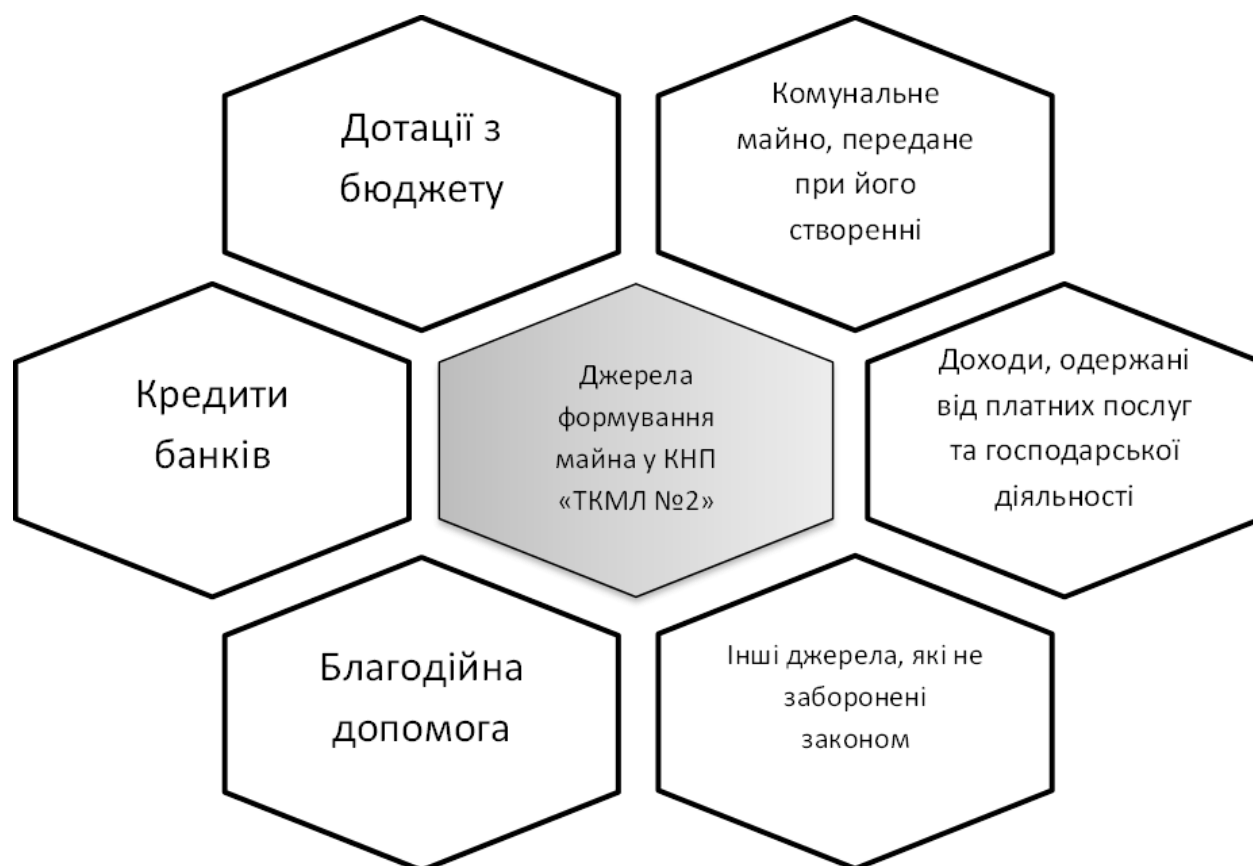 Дотації з
бюджету
Комунальне
майно, передане
при його
створенні
Кредити
банків
Джерела
формування
майна у КНП
«ТКМЛ №2»
Доходи, одержані
від платних послуг
та господарської
діяльності
Благодійна
допомога
Інші джерела, які не
заборонені
законом